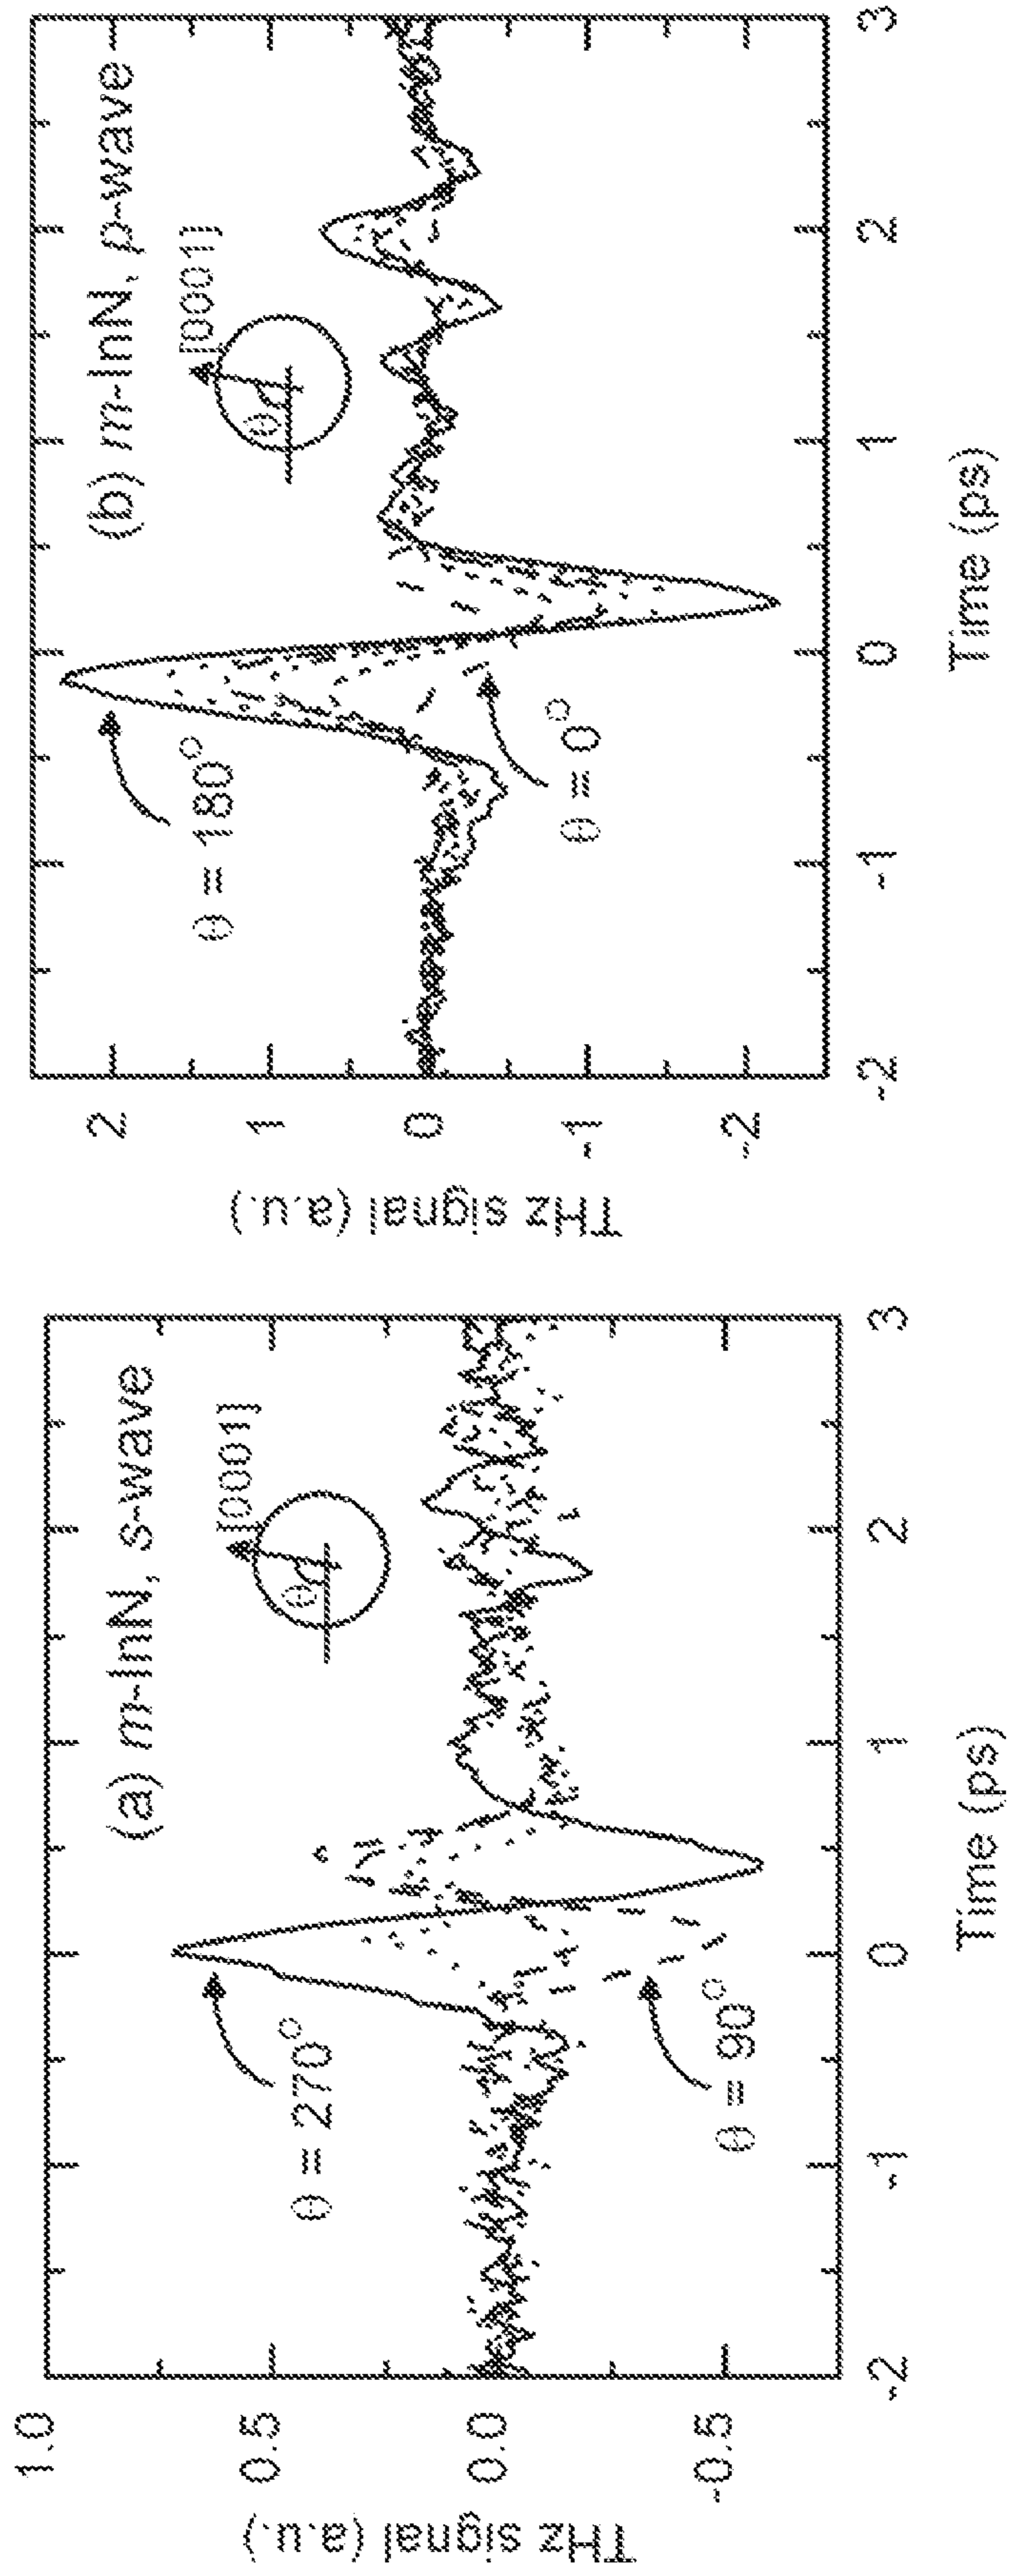 (a) m-InN, s-wave
[0001]
θ
θ = 270°
θ = 90°
1.0
0.5
0.0
-0.5
THz signal (a.u.)
-2
-1
0
1
2
3
Time (ps)
(b) m-InN, p-wave
[0001]
θ
θ = 180°
θ = 0°
2
1
0
-1
-2
THz signal (a.u.)
-2
-1
0
1
2
3
Time (ps)